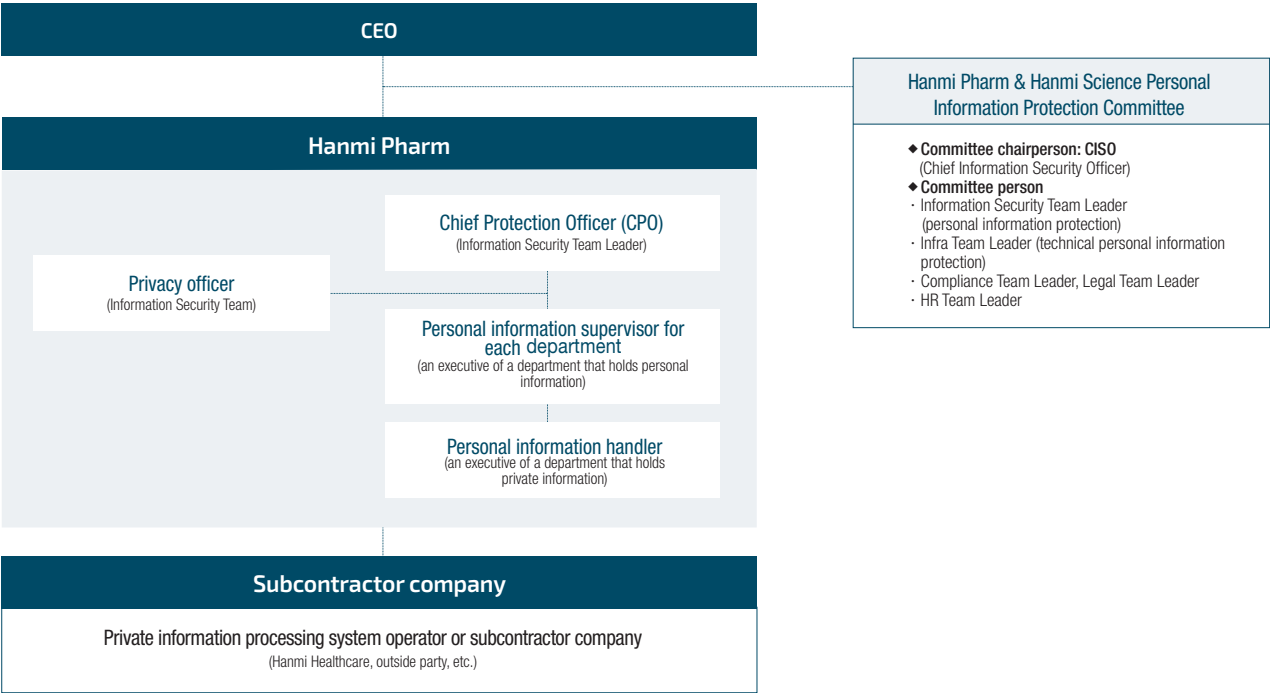 CEO
Hanmi Pharm & Hanmi Science Personal
Information Protection Committee
◆ Committee chairperson: CISO
(Chief Information Security Officer)
◆ Committee person
· Information Security Team Leader
(personal information protection)
· Infra Team Leader (technical personal information
protection)
· Compliance Team Leader, Legal Team Leader
· HR Team Leader
Hanmi Pharm
Chief Protection Officer (CPO)
(Information Security Team Leader)
Privacy officer
(Information Security Team)
Personal information supervisor for
each department
(an executive of a department that holds personal
information)
Personal information handler
(an executive of a department that holds
private information)
Subcontractor company
Private information processing system operator or subcontractor company
(Hanmi Healthcare, outside party, etc.)